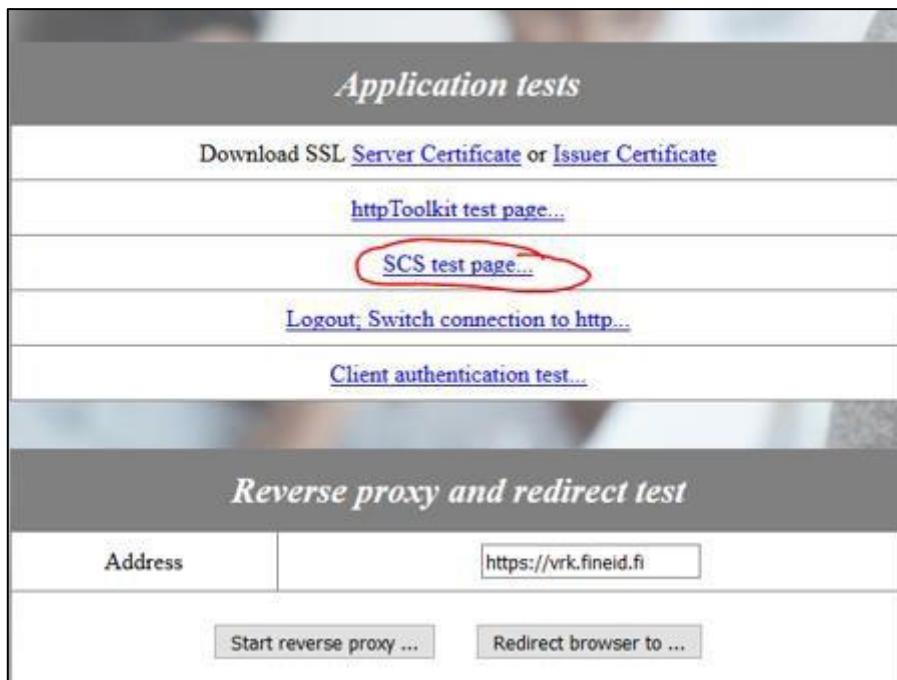 Application tests
Download SSL Server Certificate or Issuer Certificate
httpToolkit test page...
SCS test page...
Logout; Switch connection to http...
Client authentication test...
Reverse proxy and redirect test
Address https://vrk.fineid.fi
Start reverse proxy ... Redirect browser to ...